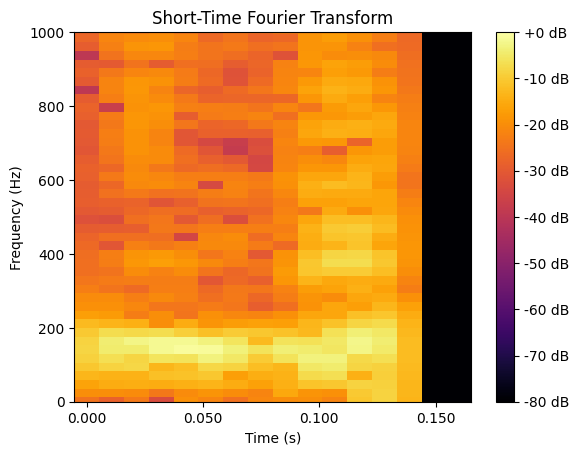 Short-Time Fourier Transform
1000
800
600
400
200
0
Frequency (Hz)
0.000
0.050
0.100
0.150
Time (s)
+0 dB
-10 dB
-20 dB
-30 dB
-40 dB
-50 dB
-60 dB
-70 dB
-80 dB